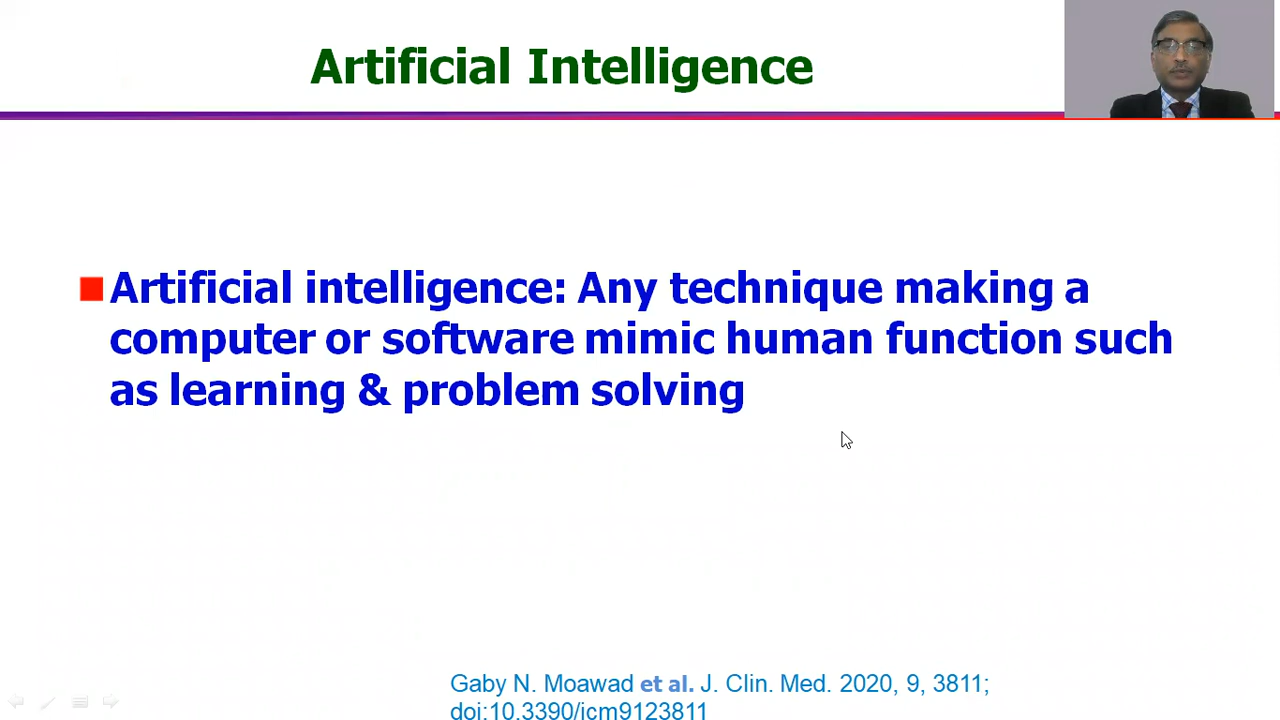 Artificial Intelligence
Artificial intelligence: Any technique making a
computer or software mimic human function such
as learning & problem solving
Gaby N. Moawad et al. J. Clin. Med. 2020, 9, 3811;
doi:10.3390/jcm9123811